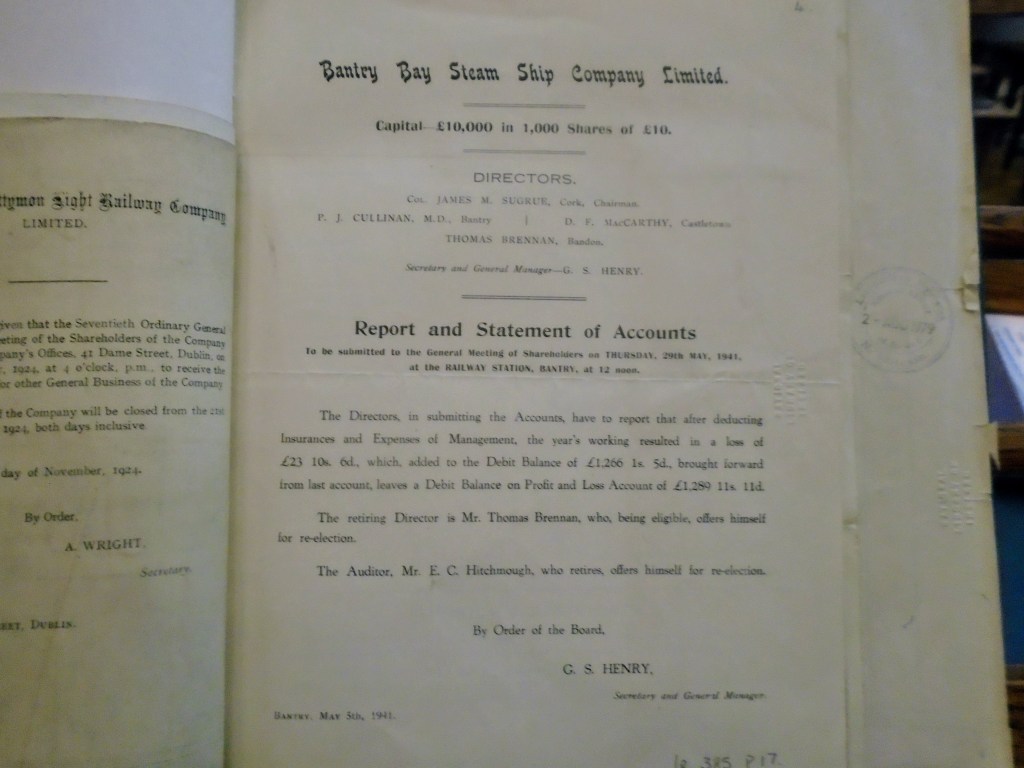 ttymon Light Railway Company
LIMITED.
iven that the Seventieth Ordinary General
eting of the Shareholders of the Company
pany's Offices, 41 Dame Street, Dublin, on
, 1924, at 4 o'clock, p.m., to receive the
or other General Business of the Company
f the Company will be closed from the 21st
1924, both days inclusive
day of November, 1924.
By Order,
A. WRIGHT.
Secretary.
EET, DUBLIN.
4
Bantry Bay Steam Ship Company Limited.
Capital—£10,000 in 1,000 Shares of £10.
DIRECTORS.
COL. JAMES M. SUGRUE, Cork, Chairman.
P. J. CULLINAN, M.D., Bantry | D. F. MacCARTHY, Castletown.
THOMAS BRENNAN, Bandon.
Secretary and General Manager—G. S. HENRY.
Report and Statement of Accounts
To be submitted to the General Meeting of Shareholders on THURSDAY, 29th MAY, 1941,
at the RAILWAY STATION, BANTRY, at 12 noon.
The Directors, in submitting the Accounts, have to report that after deducting
Insurances and Expenses of Management, the year's working resulted in a loss of
£23 10s. 6d., which, added to the Debit Balance of £1,266 1s. 5d., brought forward
from last account, leaves a Debit Balance on Profit and Loss Account of £1,289 11s. 11d.
The retiring Director is Mr. Thomas Brennan, who, being eligible, offers himself
for re-election.
The Auditor, Mr. E. C. Hitchmough, who retires, offers himself for re-election.
By Order of the Board,
G. S. HENRY,
Secretary and General Manager.
BANTRY, May 5th, 1941.
385 P17